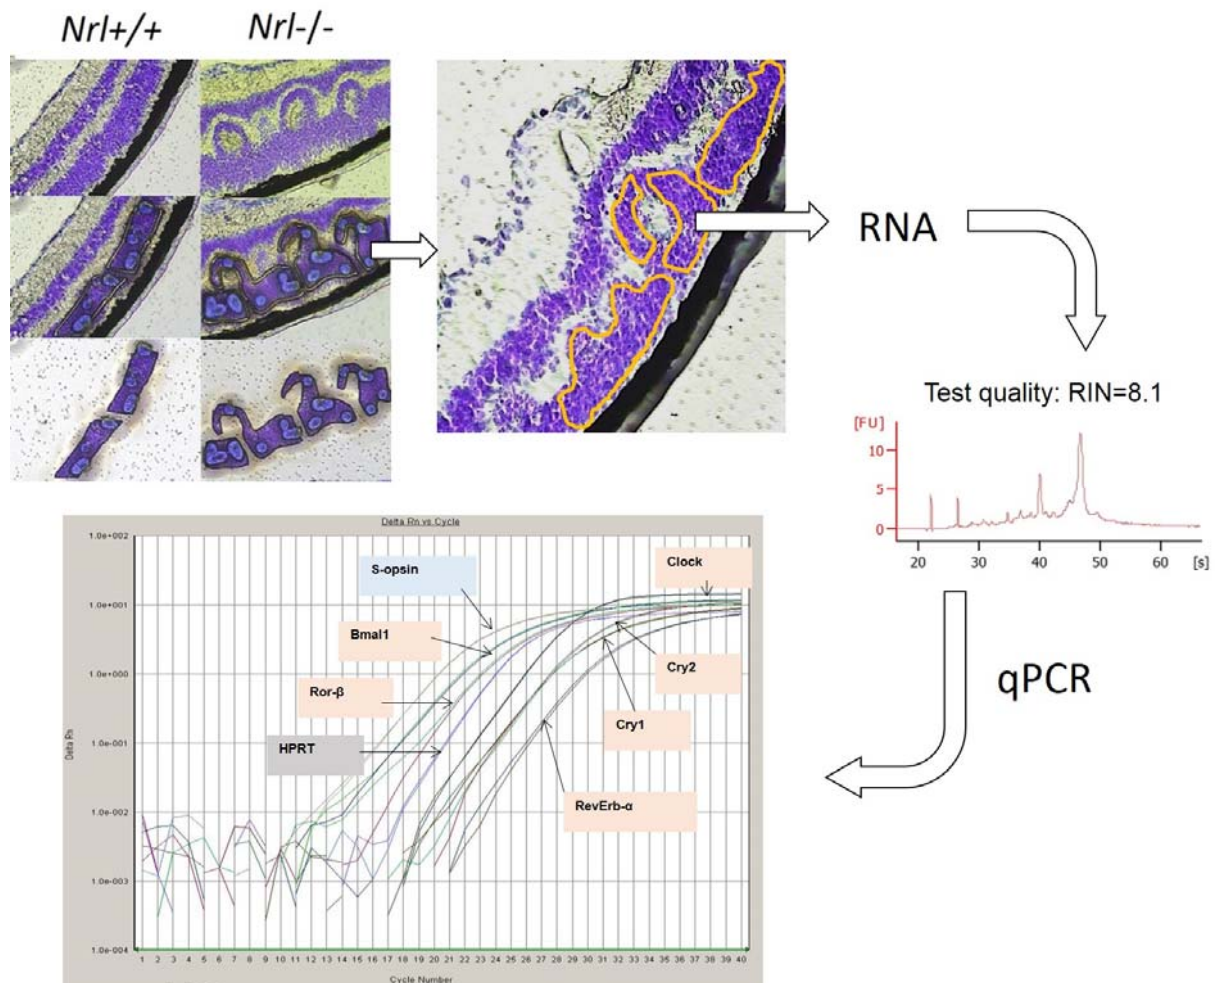 Nrl+/+ Nrl-/-
RNA
Test quality: RIN=8.1
[FU]
10
5
0
20 30 40 50 60 [s]
qPCR
Delta Rn vs Cycle
1.0e+002
1.0e+001
1.0e+000
1.0e-001
1.0e-002
1.0e-003
1.0e-004
Delta Rn
S-opsin
Clock
Bmal1
Cry2
Ror-β
Cry1
HPRT
RevErb-α
1 2 3 4 5 6 7 8 9 10 11 12 13 14 15 16 17 18 19 20 21 22 23 24 25 26 27 28 29 30 31 32 33 34 35 36 37 38 39 40
Cycle Number